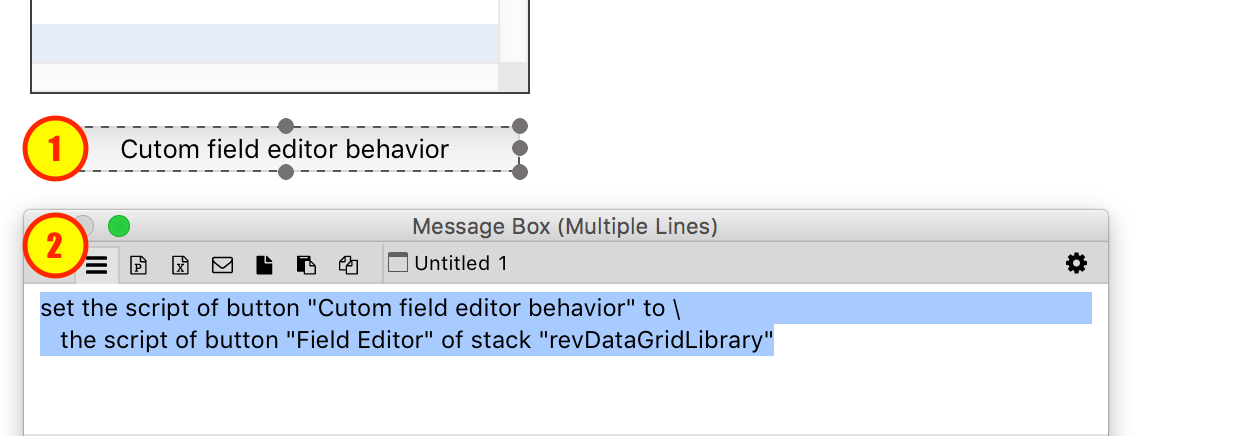 1
Cutom field editor behavior
2
Message Box (Multiple Lines)
Untitled 1
set the script of button "Cutom field editor behavior" to \
the script of button "Field Editor" of stack "revDataGridLibrary"